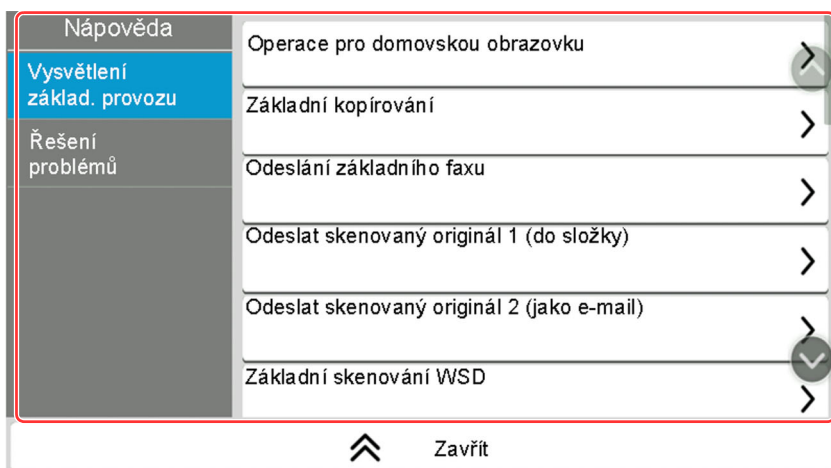 Nápověda
Vysvětlení
základ. provozu
Řešení
problémů
Operace pro domovskou obrazovku
Základní kopírování
Odeslání základního faxu
Odeslat skenovaný originál 1 (do složky)
Odeslat skenovaný originál 2 (jako e-mail)
Základní skenování WSD
Zavřít